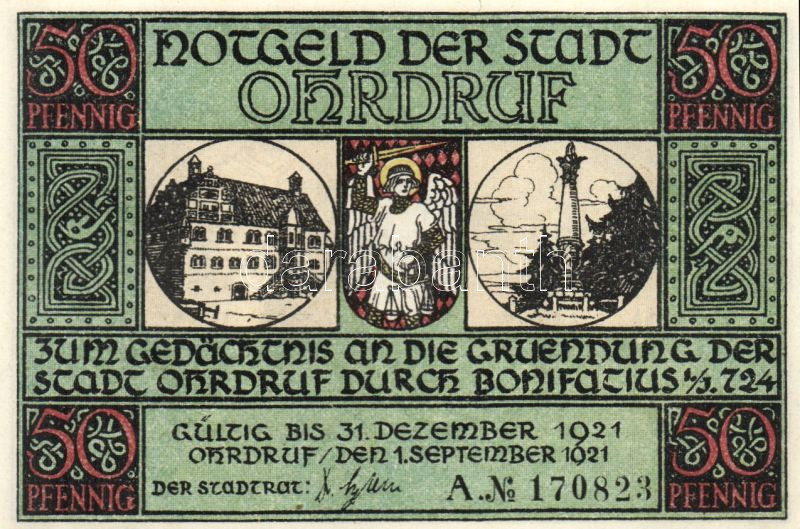 50 PFENNIG
NOTGELD DER STADT
OHRDRUF
50 PFENNIG
darabanth
ZUM GEDÄCHTNIS AN DIE GRUENDUNG DER
STADT OHRDRUF DURCH BONIFATIUS i/J. 724
50 PFENNIG
GÜLTIG BIS 31. DEZEMBER 1921
OHRDRUF/DEN 1. SEPTEMBER 1921
DER STADTRAT:
A.№ 170823
50 PFENNIG